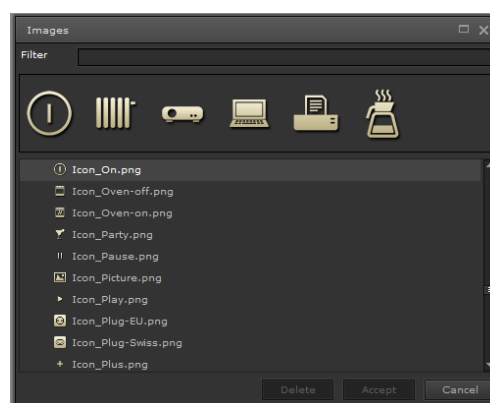 Images
Filter
Icon_On.png
Icon_Oven-off.png
Icon_Oven-on.png
Icon_Party.png
Icon_Pause.png
Icon_Picture.png
Icon_Play.png
Icon_Plug-EU.png
Icon_Plug-Swiss.png
Icon_Plus.png
Delete Accept Cancel